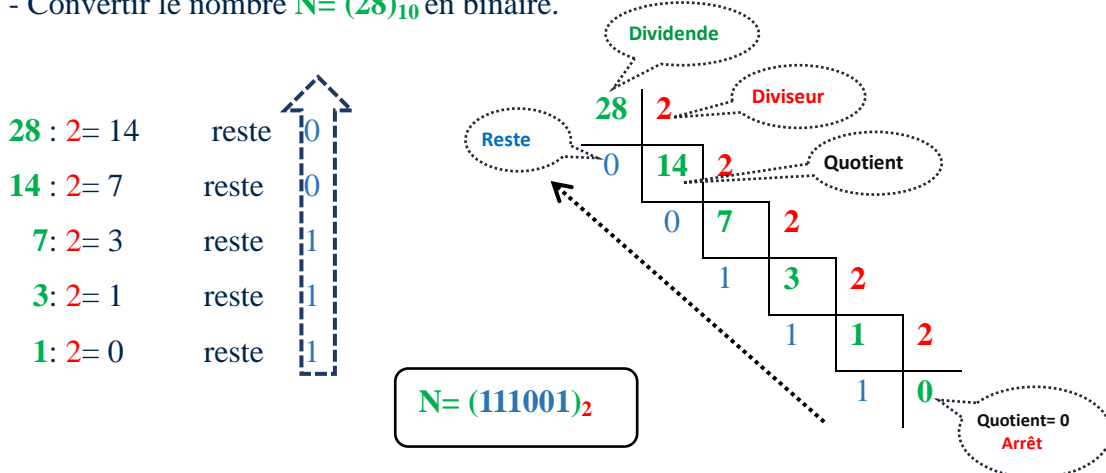 - Convertir le nombre N= (28)10 en binaire.
28 : 2= 14 reste 0
14 : 2= 7 reste 0
7: 2= 3 reste 1
3: 2= 1 reste 1
1: 2= 0 reste 1
N= (111001)2
Dividende
28 2
Diviseur
Reste
0 14 2
Quotient
0 7 2
1 3 2
1 1 2
1 0
Quotient= 0
Arrêt